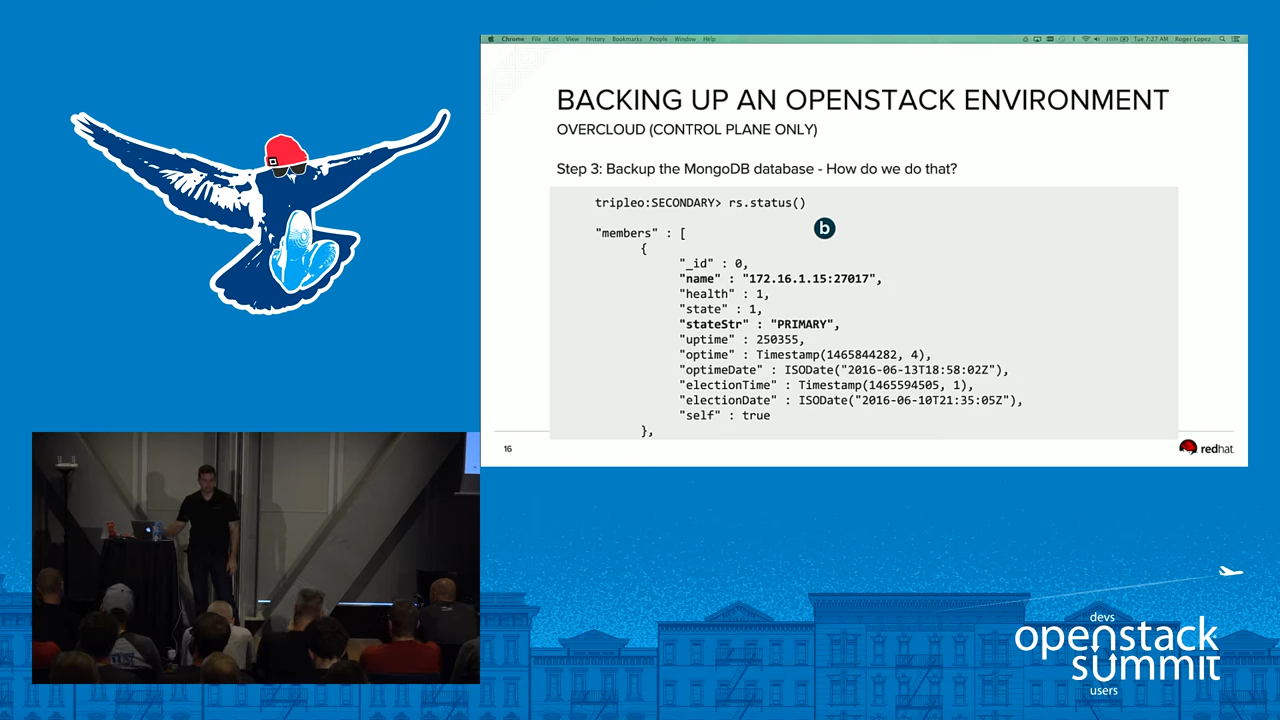 Chrome File Edit View History Bookmarks People Window Help
Tue 7:27 AM Roger Lopez
BACKING UP AN OPENSTACK ENVIRONMENT
OVERCLOUD (CONTROL PLANE ONLY)
Step 3: Backup the MongoDB database - How do we do that?
tripleo:SECONDARY> rs.status()
b
"members" : [
{
"_id" : 0,
"name" : "172.16.1.15:27017",
"health" : 1,
"state" : 1,
"stateStr" : "PRIMARY",
"uptime" : 250355,
"optime" : Timestamp(1465844282, 4),
"optimeDate" : ISODate("2016-06-13T18:58:02Z"),
"electionTime" : Timestamp(1465594505, 1),
"electionDate" : ISODate("2016-06-10T21:35:05Z"),
"self" : true
},
16
redhat
devs
openstack
summit
users